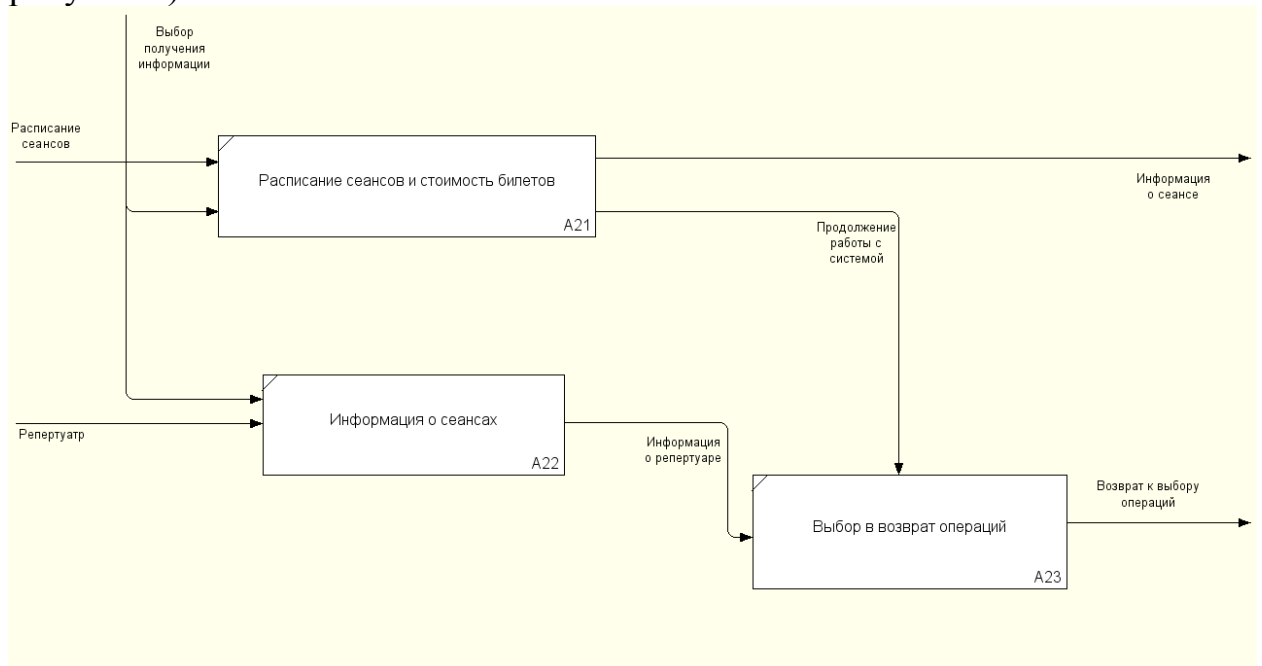 Выбор
получения
информации
Расписание
сеансов
Расписание сеансов и стоимость билетов
A21
Информация
о сеансе
Продолжение
работы с
системой
Информация о сеансах
A22
Репертуатр
Информация
о репертуаре
Возврат к выбору
операций
Выбор в возврат операций
A23